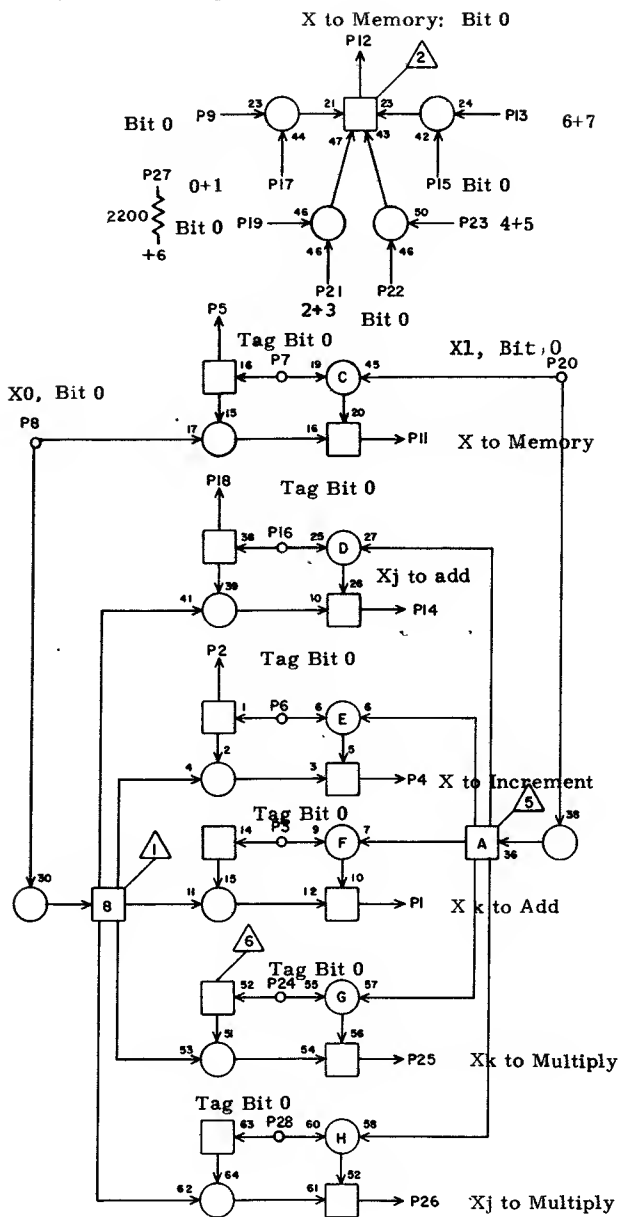 X to Memory: Bit 0
P12
2
Bit 0 P9 23 21 23 24 P13 6+7
44 47 43 42
P27 0+1 P17 P15 Bit 0
2200 Bit 0 P19 46 50 P23 4+5
+6
46 46
P21 P22
2+3
Bit 0
P5
Tag Bit 0
X1, Bit 0
P7 P20
16 19 C 45
X0, Bit 0
P8
15 20
17 16 P11 X to Memory
P18
Tag Bit 0
P16
38 25 D 27
39 26
Xj to add
41 10 P14
P2
Tag Bit 0
1 P6 6 E 6
2 5
4 3 P4 X to Increment
5
Tag Bit 0
14 P3 9 F 7 A 36 38
30
1
15 10
B 11 12 P1 Xk to Add
6
Tag Bit 0
52 P24 55 G 57
51 56
53 54 P25 Xk to Multiply
Tag Bit 0
P28
63 60 H 58
64 52
62 61 P26 Xj to Multiply